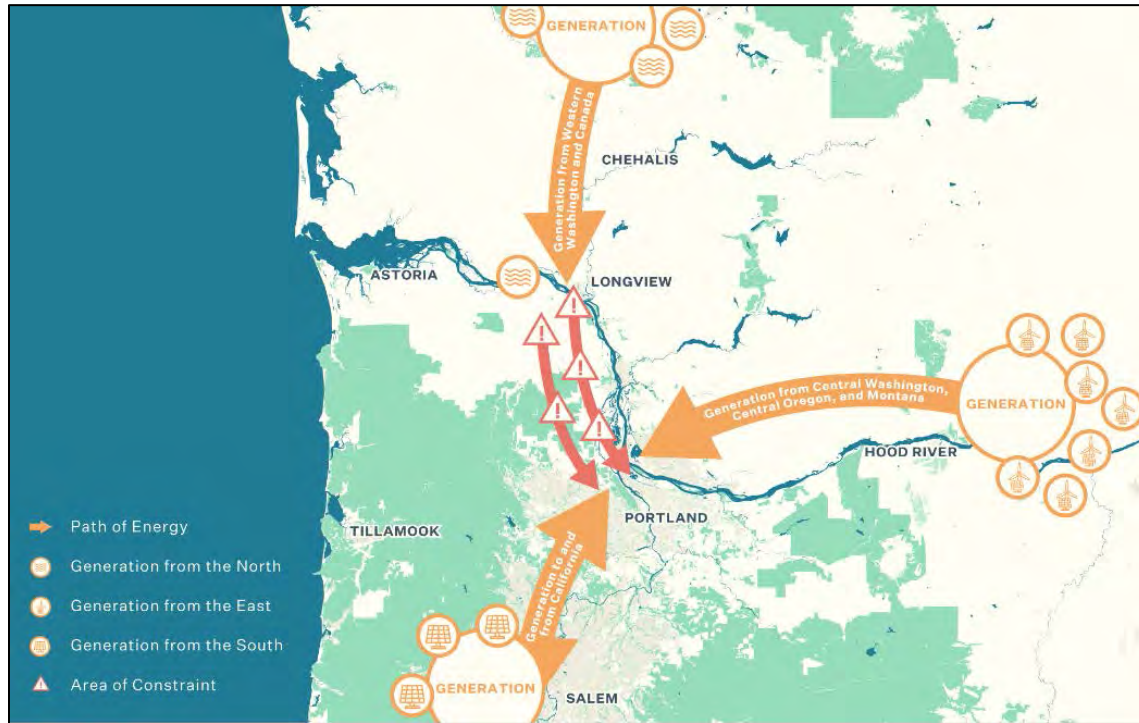 GENERATION
Generation from Western
Washington and Canada
CHEHALIS
ASTORIA
LONGVIEW
Generation from Central Washington,
Central Oregon, and Montana
GENERATION
HOOD RIVER
PORTLAND
TILLAMOOK
Generation to and
from California
GENERATION
SALEM
Path of Energy
Generation from the North
Generation from the East
Generation from the South
Area of Constraint